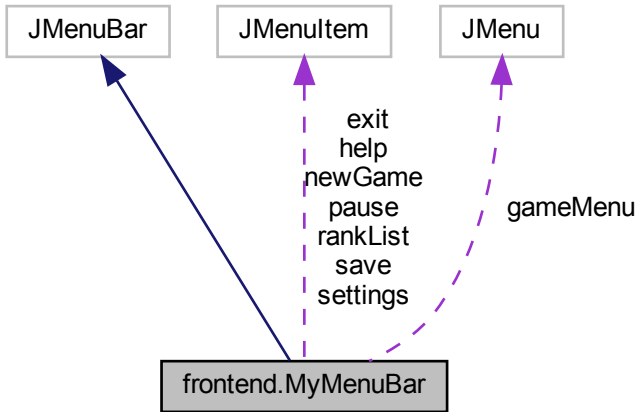 JMenuBar
JMenuItem
JMenu
exit
help
newGame
pause
rankList
save
settings
gameMenu
frontend.MyMenuBar